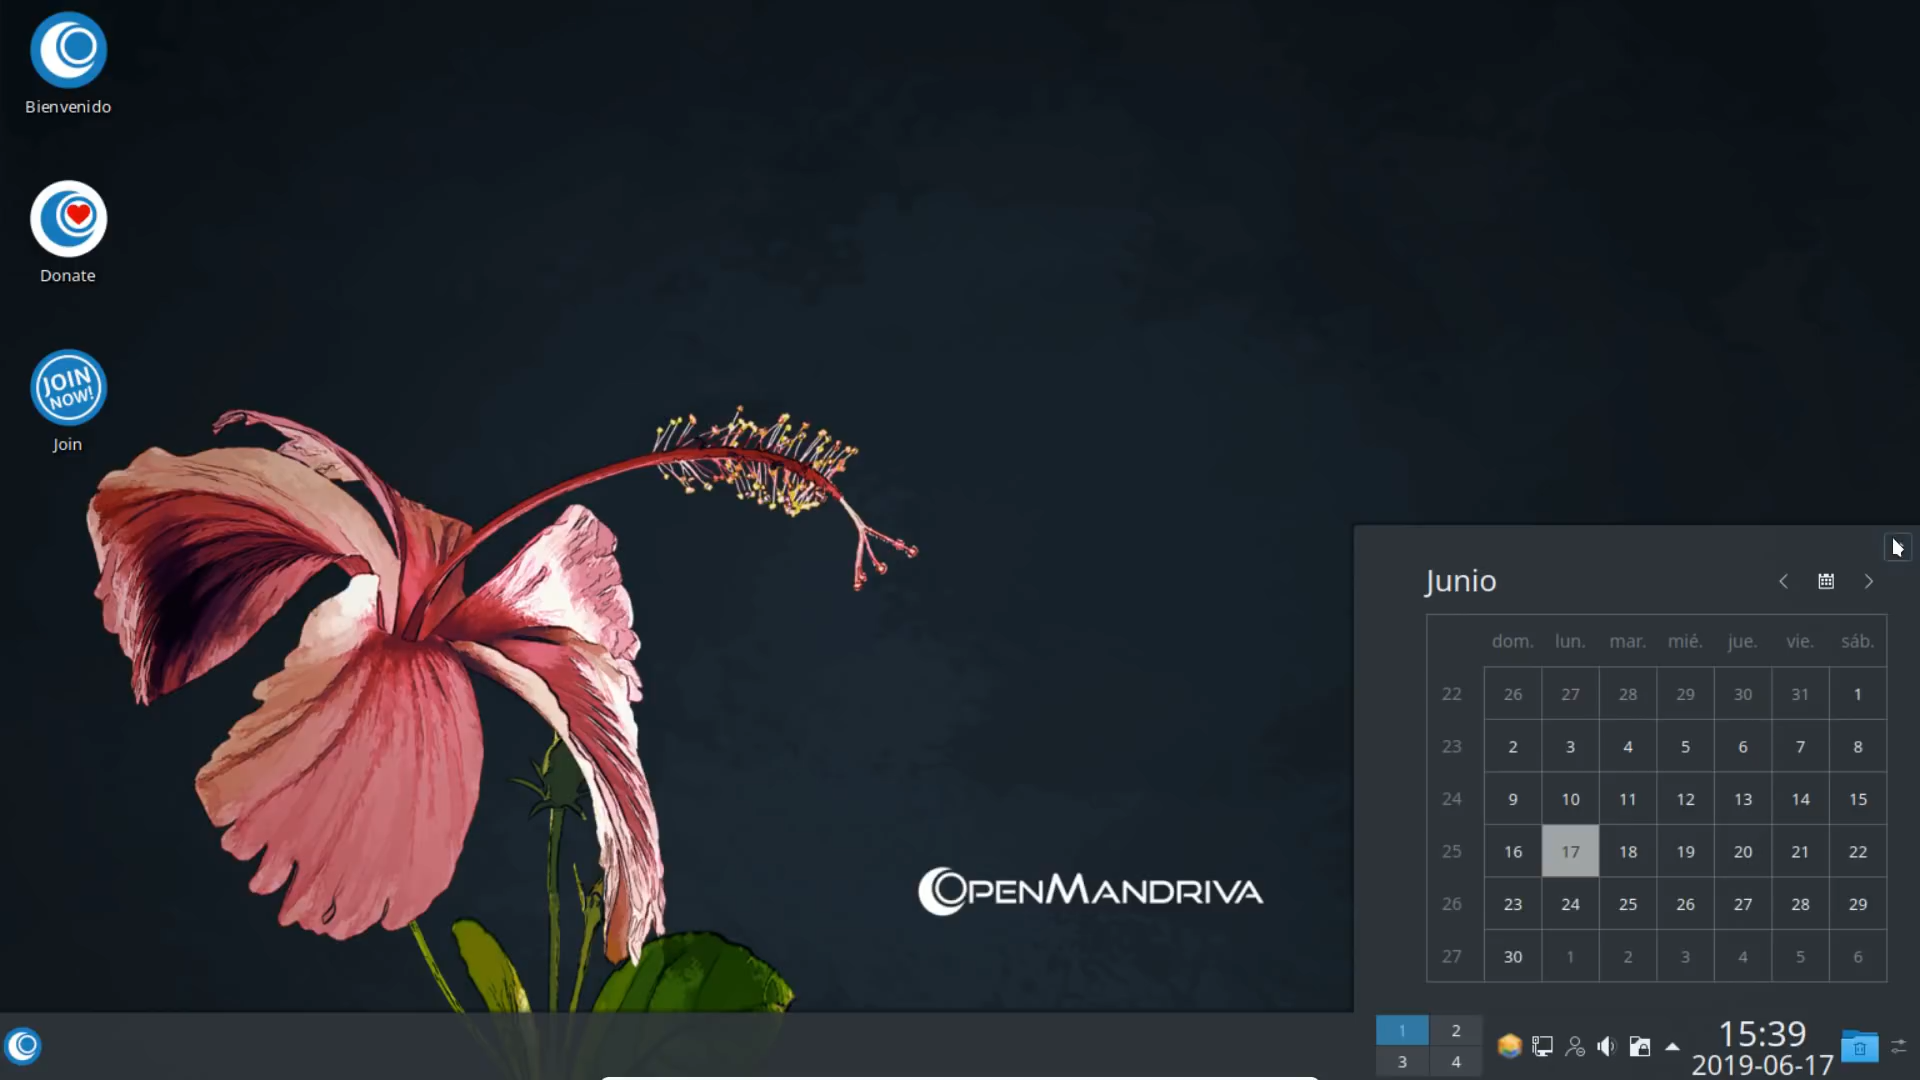 Bienvenido
Donate
JOIN
NOW!
Join
OPENMANDRIVA
Junio
dom. lun. mar. mié. jue. vie. sáb.
22 26 27 28 29 30 31 1
23 2 3 4 5 6 7 8
24 9 10 11 12 13 14 15
25 16 17 18 19 20 21 22
26 23 24 25 26 27 28 29
27 30 1 2 3 4 5 6
1 2
3 4
15:39
2019-06-17